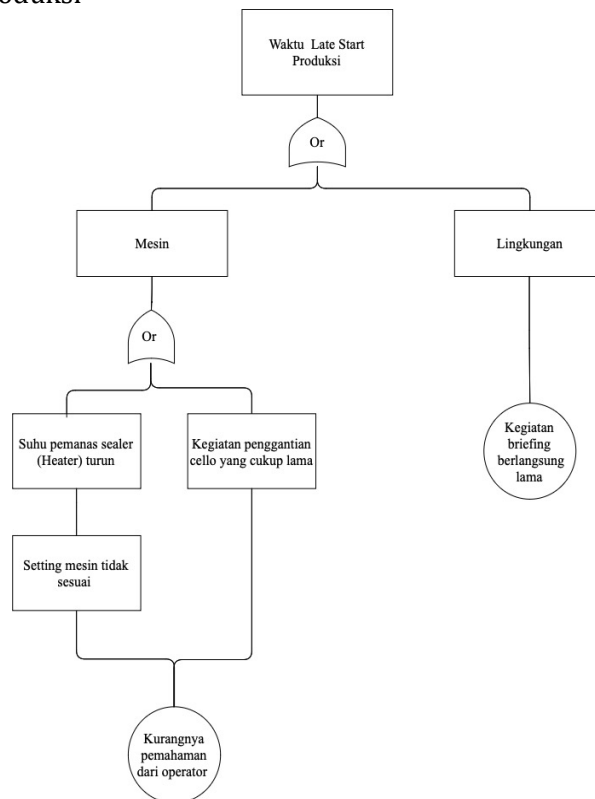 Waktu Late Start
Produksi
Or
Mesin
Lingkungan
Or
Suhu pemanas sealer
(Heater) turun
Kegiatan penggantian
cello yang cukup lama
Kegiatan
briefing
berlangsung
lama
Setting mesin tidak
sesuai
Kurangnya
pemahaman
dari operator